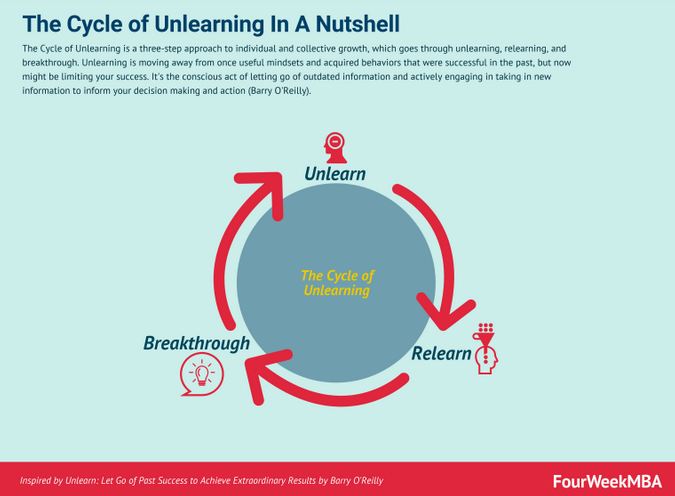 The Cycle of Unlearning In A Nutshell
The Cycle of Unlearning is a three-step approach to individual and collective growth, which goes through unlearning, relearning, and
breakthrough. Unlearning is moving away from once useful mindsets and acquired behaviors that were successful in the past, but now
might be limiting your success. It's the conscious act of letting go of outdated information and actively engaging in taking in new
information to inform your decision making and action (Barry O'Reilly).
Unlearn
The Cycle of
Unlearning
Breakthrough
Relearn
Inspired by Unlearn: Let Go of Past Success to Achieve Extraordinary Results by Barry O'Reilly
FourWeekMBA